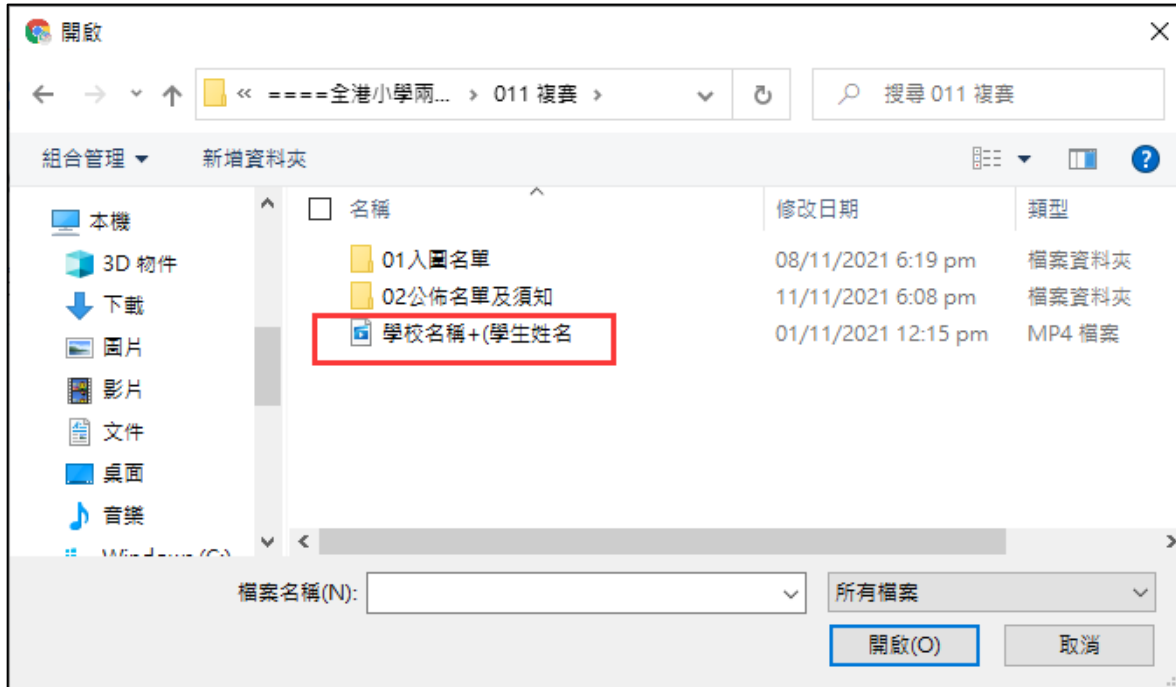 開啟
« ====全港小學兩... › 011 複賽 ›
搜尋 011 複賽
組合管理
新增資料夾
名稱
修改日期
類型
本機
3D 物件
下載
圖片
影片
文件
桌面
音樂
Windows (C:)
01入圍名單
08/11/2021 6:19 pm
檔案資料夾
02公佈名單及須知
11/11/2021 6:08 pm
檔案資料夾
學校名稱+(學生姓名
01/11/2021 12:15 pm
MP4 檔案
檔案名稱(N):
所有檔案
開啟(O)
取消